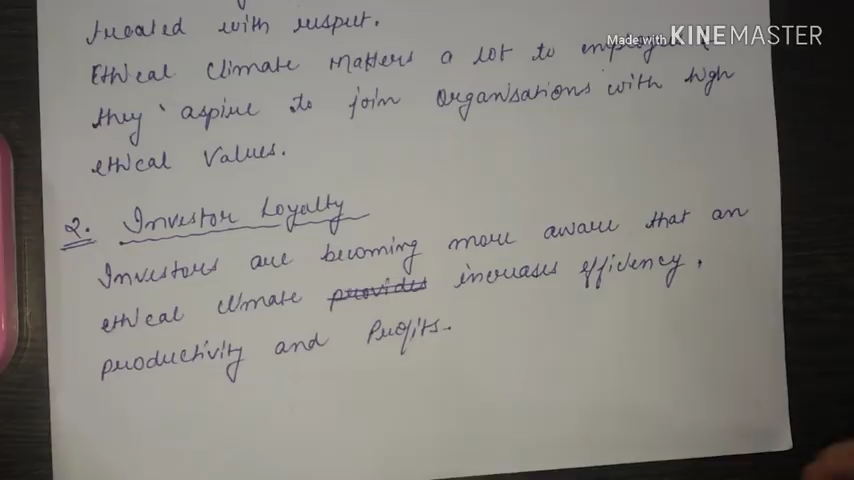 treated with respect.
Made with KINEMASTER
Ethical climate matters a lot to
they aspire to join organisations with high
ethical values.
2. Investor Loyalty
Investors are becoming more aware that an
ethical climate provides increases efficiency,
productivity and Profits.